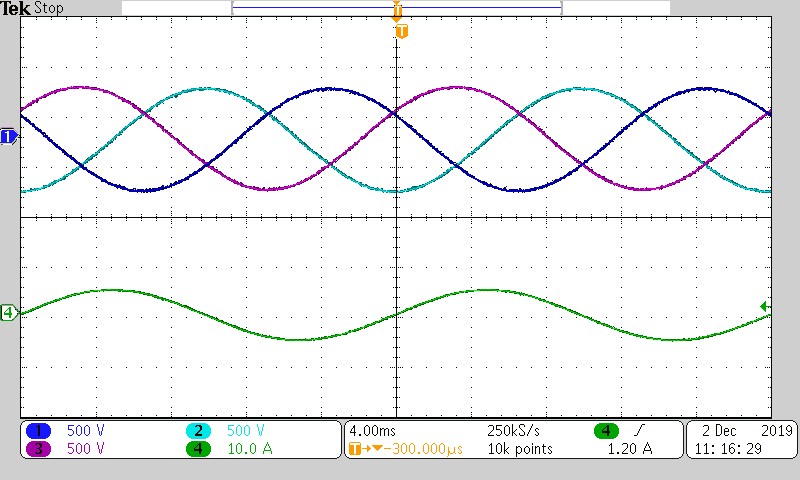 Tek Stop
T
T
1
4
1 500 V 2 500 V
3 500 V 4 10.0 A
4.00ms 250kS/s 4
T→▼−300.000µs 10k points 1.20 A
2 Dec 2019
11:16:29